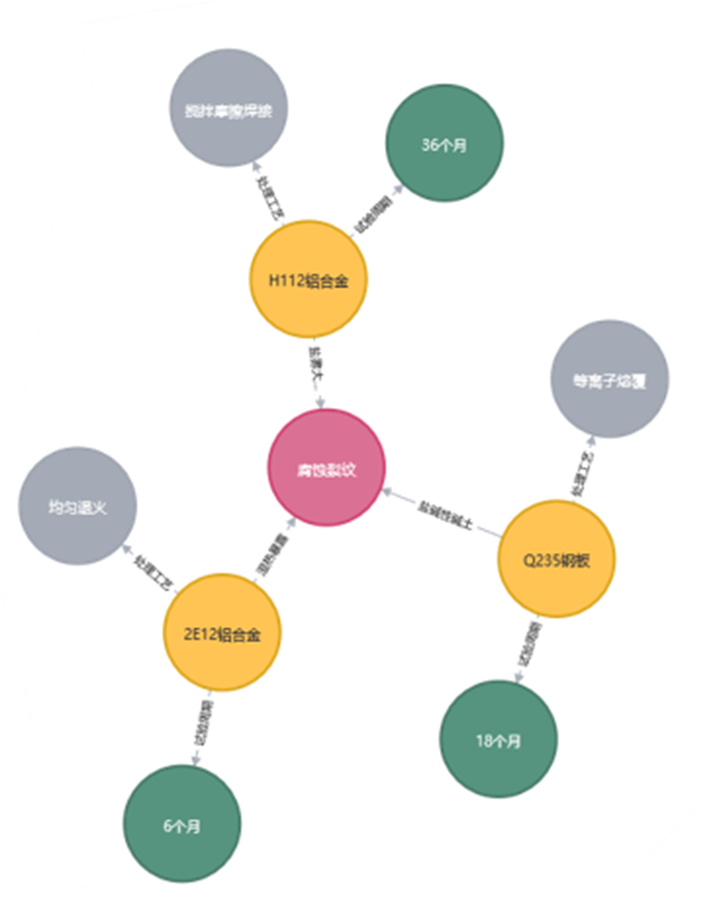 搅拌摩擦焊接
36个月
处理工艺
试验周期
H112铝合金
盐雾大...
等离子熔覆
腐蚀裂纹
处理工艺
盐碱性碱土
均匀退火
湿热暴露
Q235钢板
处理工艺
2E12铝合金
试验周期
试验周期
18个月
6个月